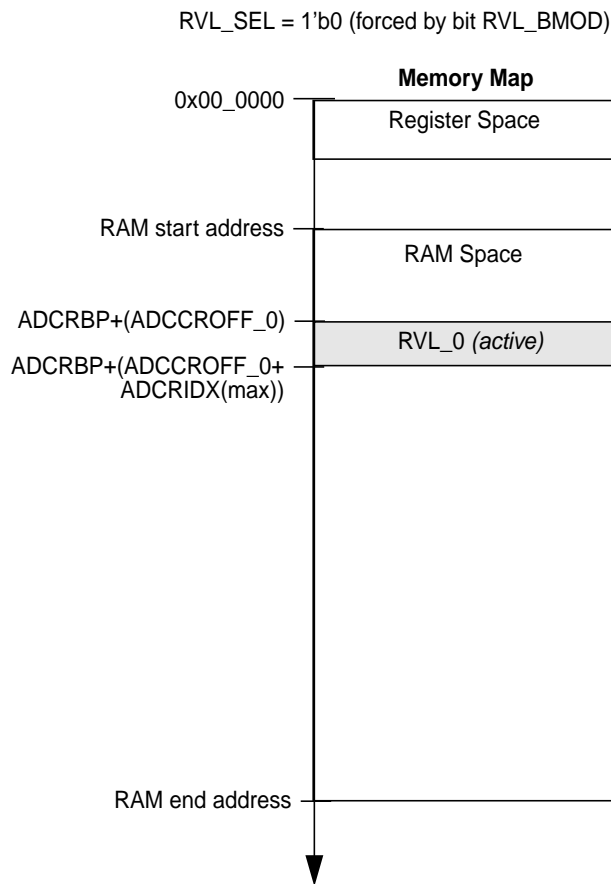 RVL_SEL = 1'b0 (forced by bit RVL_BMOD)
Memory Map
0x00_0000
Register Space
RAM start address
RAM Space
ADCRBP+(ADCCROFF_0)
RVL_0 (active)
ADCRBP+(ADCCROFF_0+
ADCRIDX(max))
RAM end address